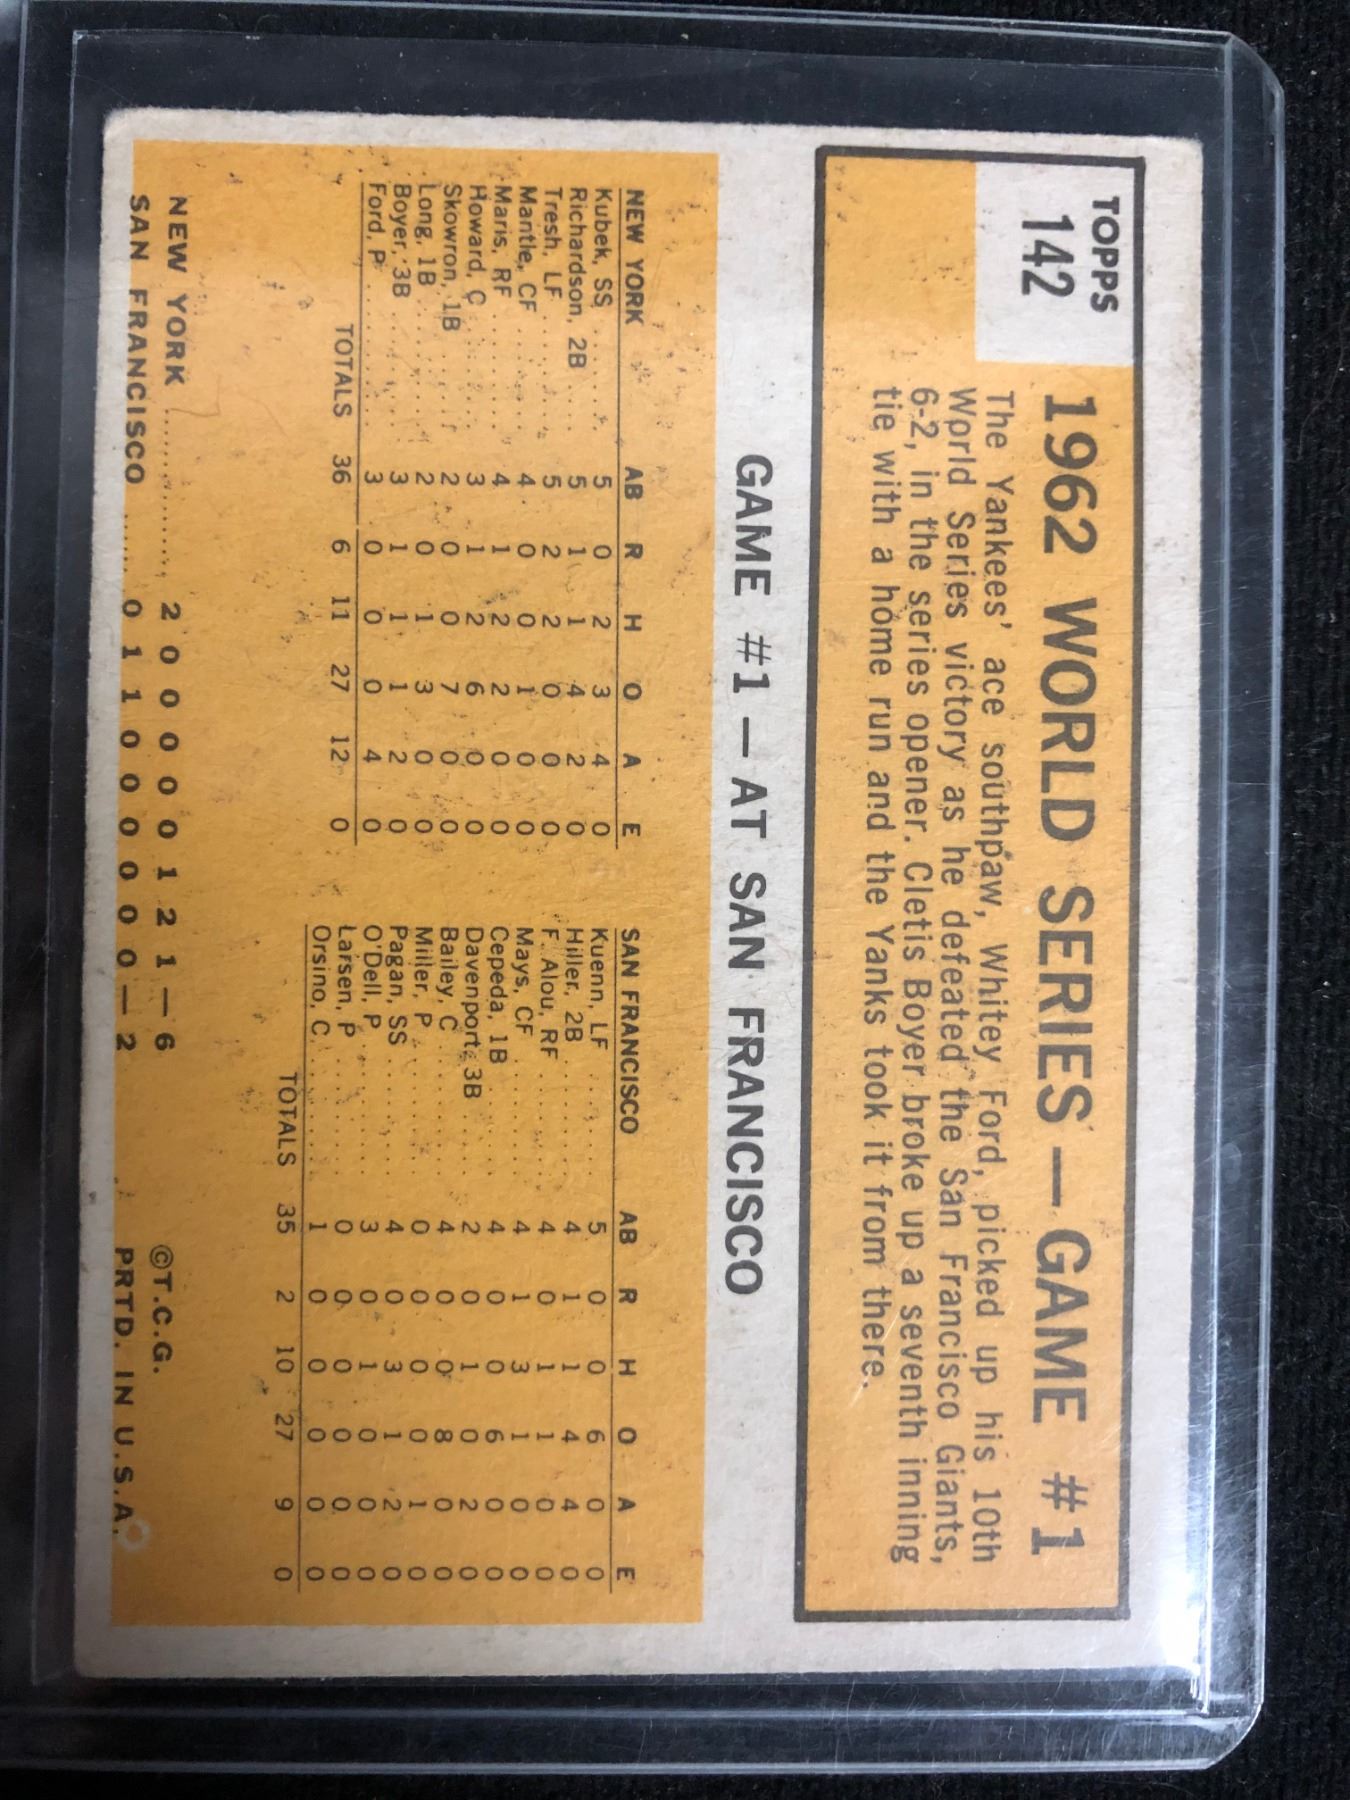 TOPPS
142
1962 WORLD SERIES — GAME #1
The Yankees' ace southpaw, Whitey Ford, picked up his 10th
World Series victory as he defeated the San Francisco Giants,
6-2, in the series opener. Cletis Boyer broke up a seventh inning
tie with a home run and the Yanks took it from there.
GAME #1 — AT SAN FRANCISCO
NEW YORK AB R H O A E
Kubek, SS 5 0 2 3 4 0
Richardson, 2B 5 1 1 4 2 0
Tresh, LF 5 2 2 0 0 0
Mantle, CF 4 0 0 1 0 0
Maris, RF 4 1 2 2 0 0
Howard, C 3 1 2 6 0 0
Skowron, 1B 2 0 0 7 0 0
Long, 1B 2 0 1 3 0 0
Boyer, 3B 3 1 1 1 2 0
Ford, P 3 0 0 0 4 0
TOTALS 36 6 11 27 12 0
SAN FRANCISCO AB R H O A E
Kuenn, LF 5 0 0 6 0 0
Hiller, 2B 4 1 1 4 4 0
F. Alou, RF 4 0 1 1 0 0
Mays, CF 4 1 3 1 0 0
Cepeda, 1B 4 0 0 6 0 0
Davenport, 3B 2 0 1 0 2 0
Bailey, C 4 0 0 8 0 0
Miller, P 0 0 0 0 1 0
Pagan, SS 4 0 3 1 2 0
O'Dell, P 3 0 1 0 0 0
Larsen, P 0 0 0 0 0 0
Orsino, C 1 0 0 0 0 0
TOTALS 35 2 10 27 9 0
NEW YORK 2 0 0 0 0 0 1 2 1—6
SAN FRANCISCO 0 1 1 0 0 0 0 0 0—2
©T.C.G.
PRTD. IN U.S.A.